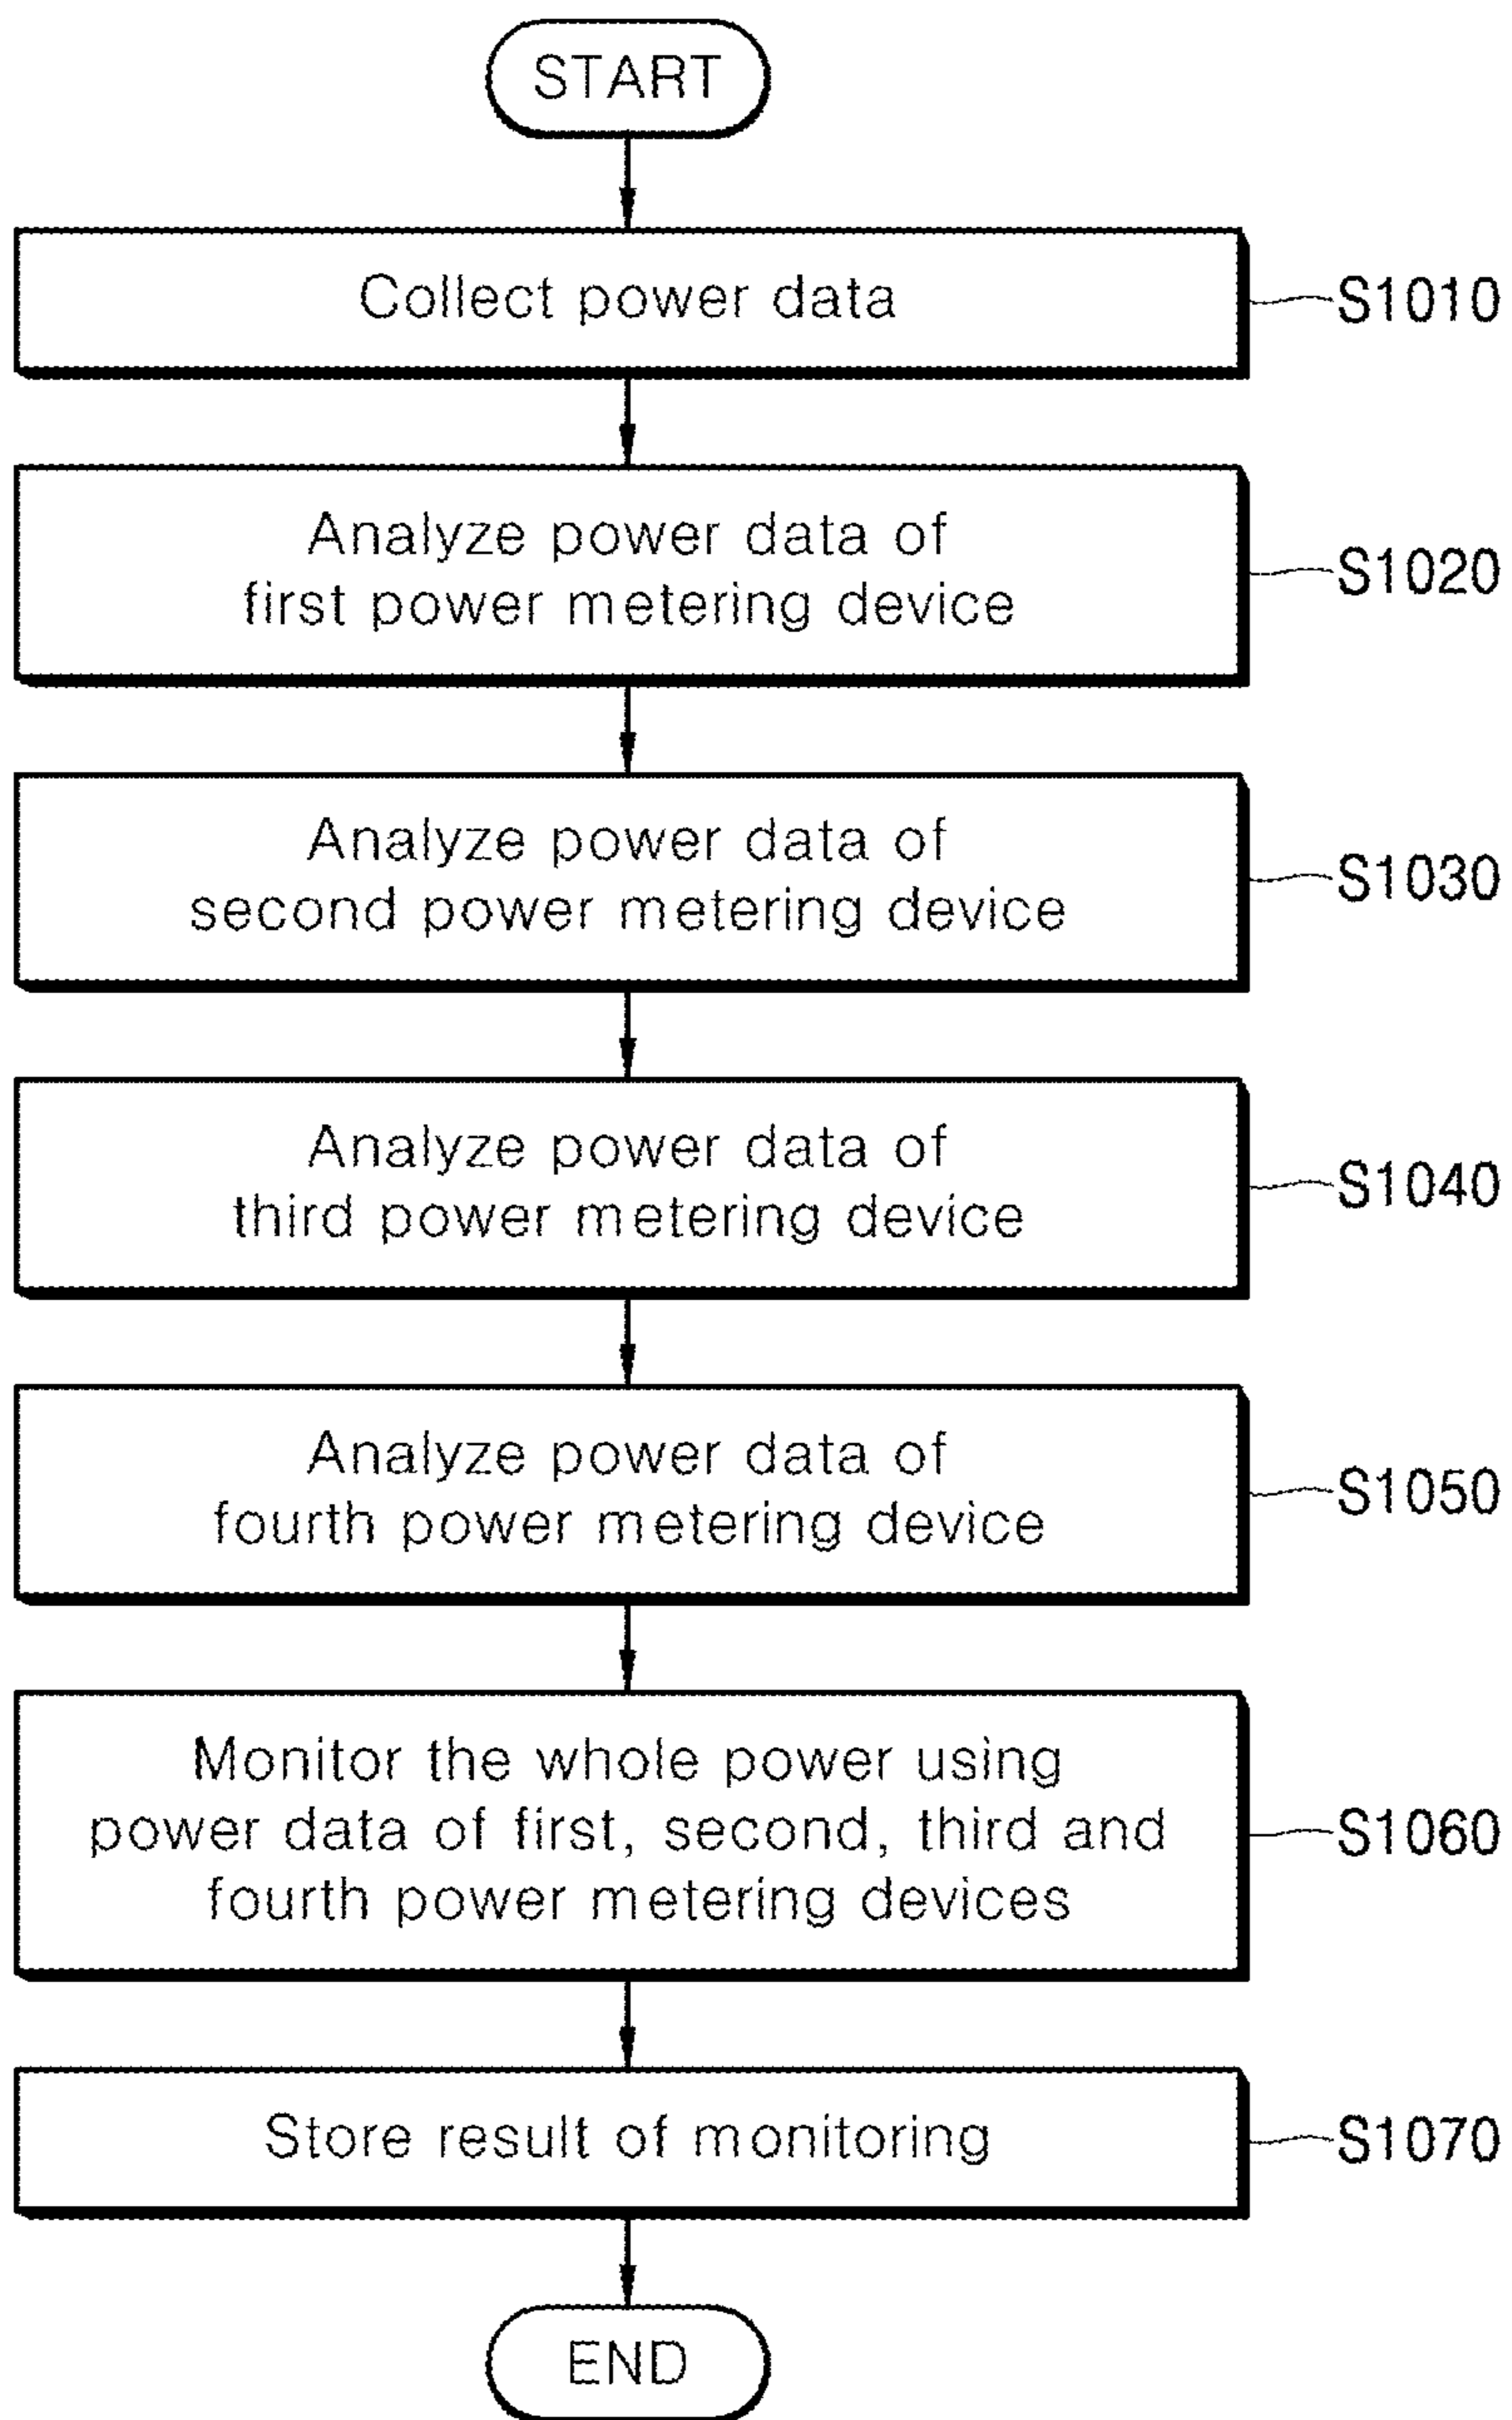 START
Collect power data
S1010
Analyze power data of
first power metering device
S1020
Analyze power data of
second power metering device
S1030
Analyze power data of
third power metering device
S1040
Analyze power data of
fourth power metering device
S1050
Monitor the whole power using
power data of first, second, third and
fourth power metering devices
S1060
Store result of monitoring
S1070
END